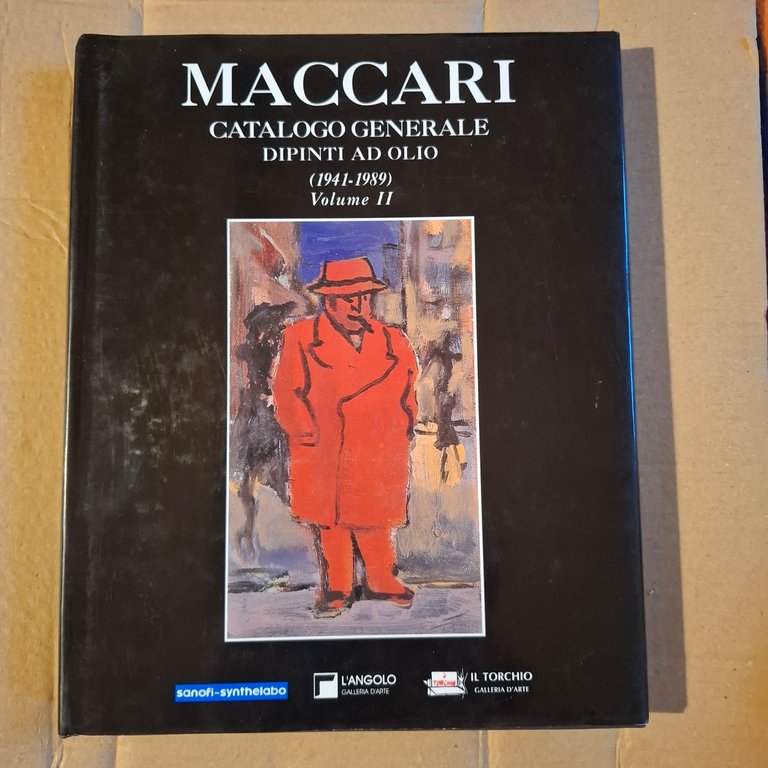 MACCARI
CATALOGO GENERALE
DIPINTI AD OLIO
(1941-1989)
Volume II
sanofi~synthelabo
L'ANGOLO
GALLERIA D'ARTE
IL TORCHIO
GALLERIA D'ARTE